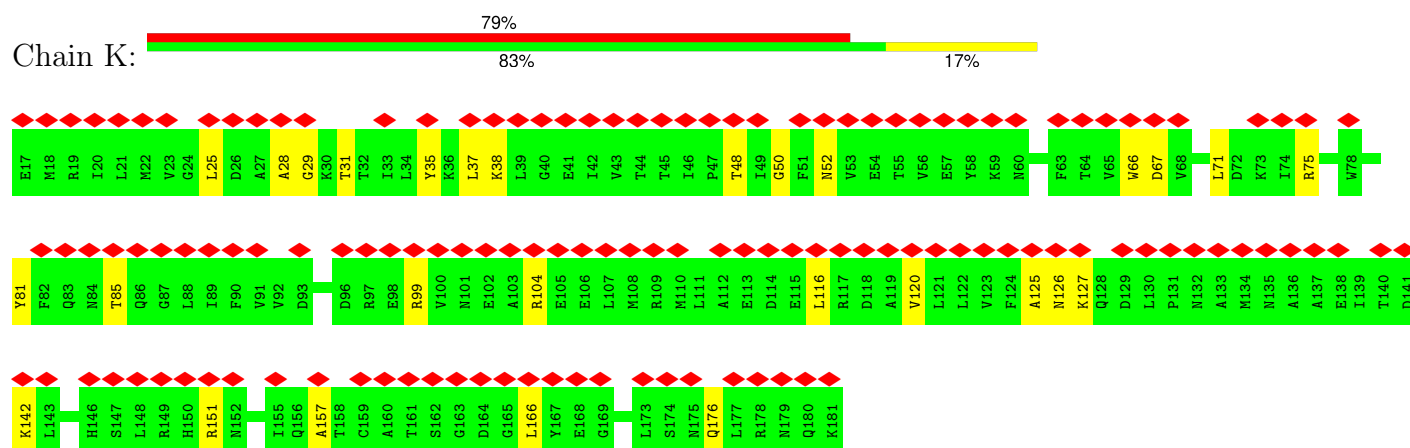 79%
Chain K:
83% 17%
E17 M18 R19 I20 L21 M22 V23 G24 L25 D26 A27 A28 G29 K30 T31 T32 I33 L34 Y35 K36 L37 K38 L39 G40 E41 I42 V43 T44 T45 I46 P47 T48 I49 G50 F51 N52 V53 E54 T55 V56 E57 Y58 K59 N60 F63 T64 V65 W66 D67 V68 L71 D72 K73 I74 R75 W78
Y81 F82 Q83 N84 T85 Q86 G87 L88 I89 F90 V91 V92 D93 D96 R97 E98 R99 V100 N101 E102 A103 R104 E105 E106 L107 M108 R109 M110 L111 A112 E113 D114 E115 L116 R117 D118 A119 V120 L121 L122 V123 F124 A125 N126 K127 Q128 D129 L130 P131 N132 A133 M134 N135 A136 A137 E138 I139 T140 D141
K142 L143 H146 S147 L148 R149 H150 R151 N152 I155 Q156 A157 T158 C159 A160 T161 S162 G163 D164 G165 L166 Y167 E168 G169 L173 S174 N175 Q176 L177 R178 N179 Q180 K181